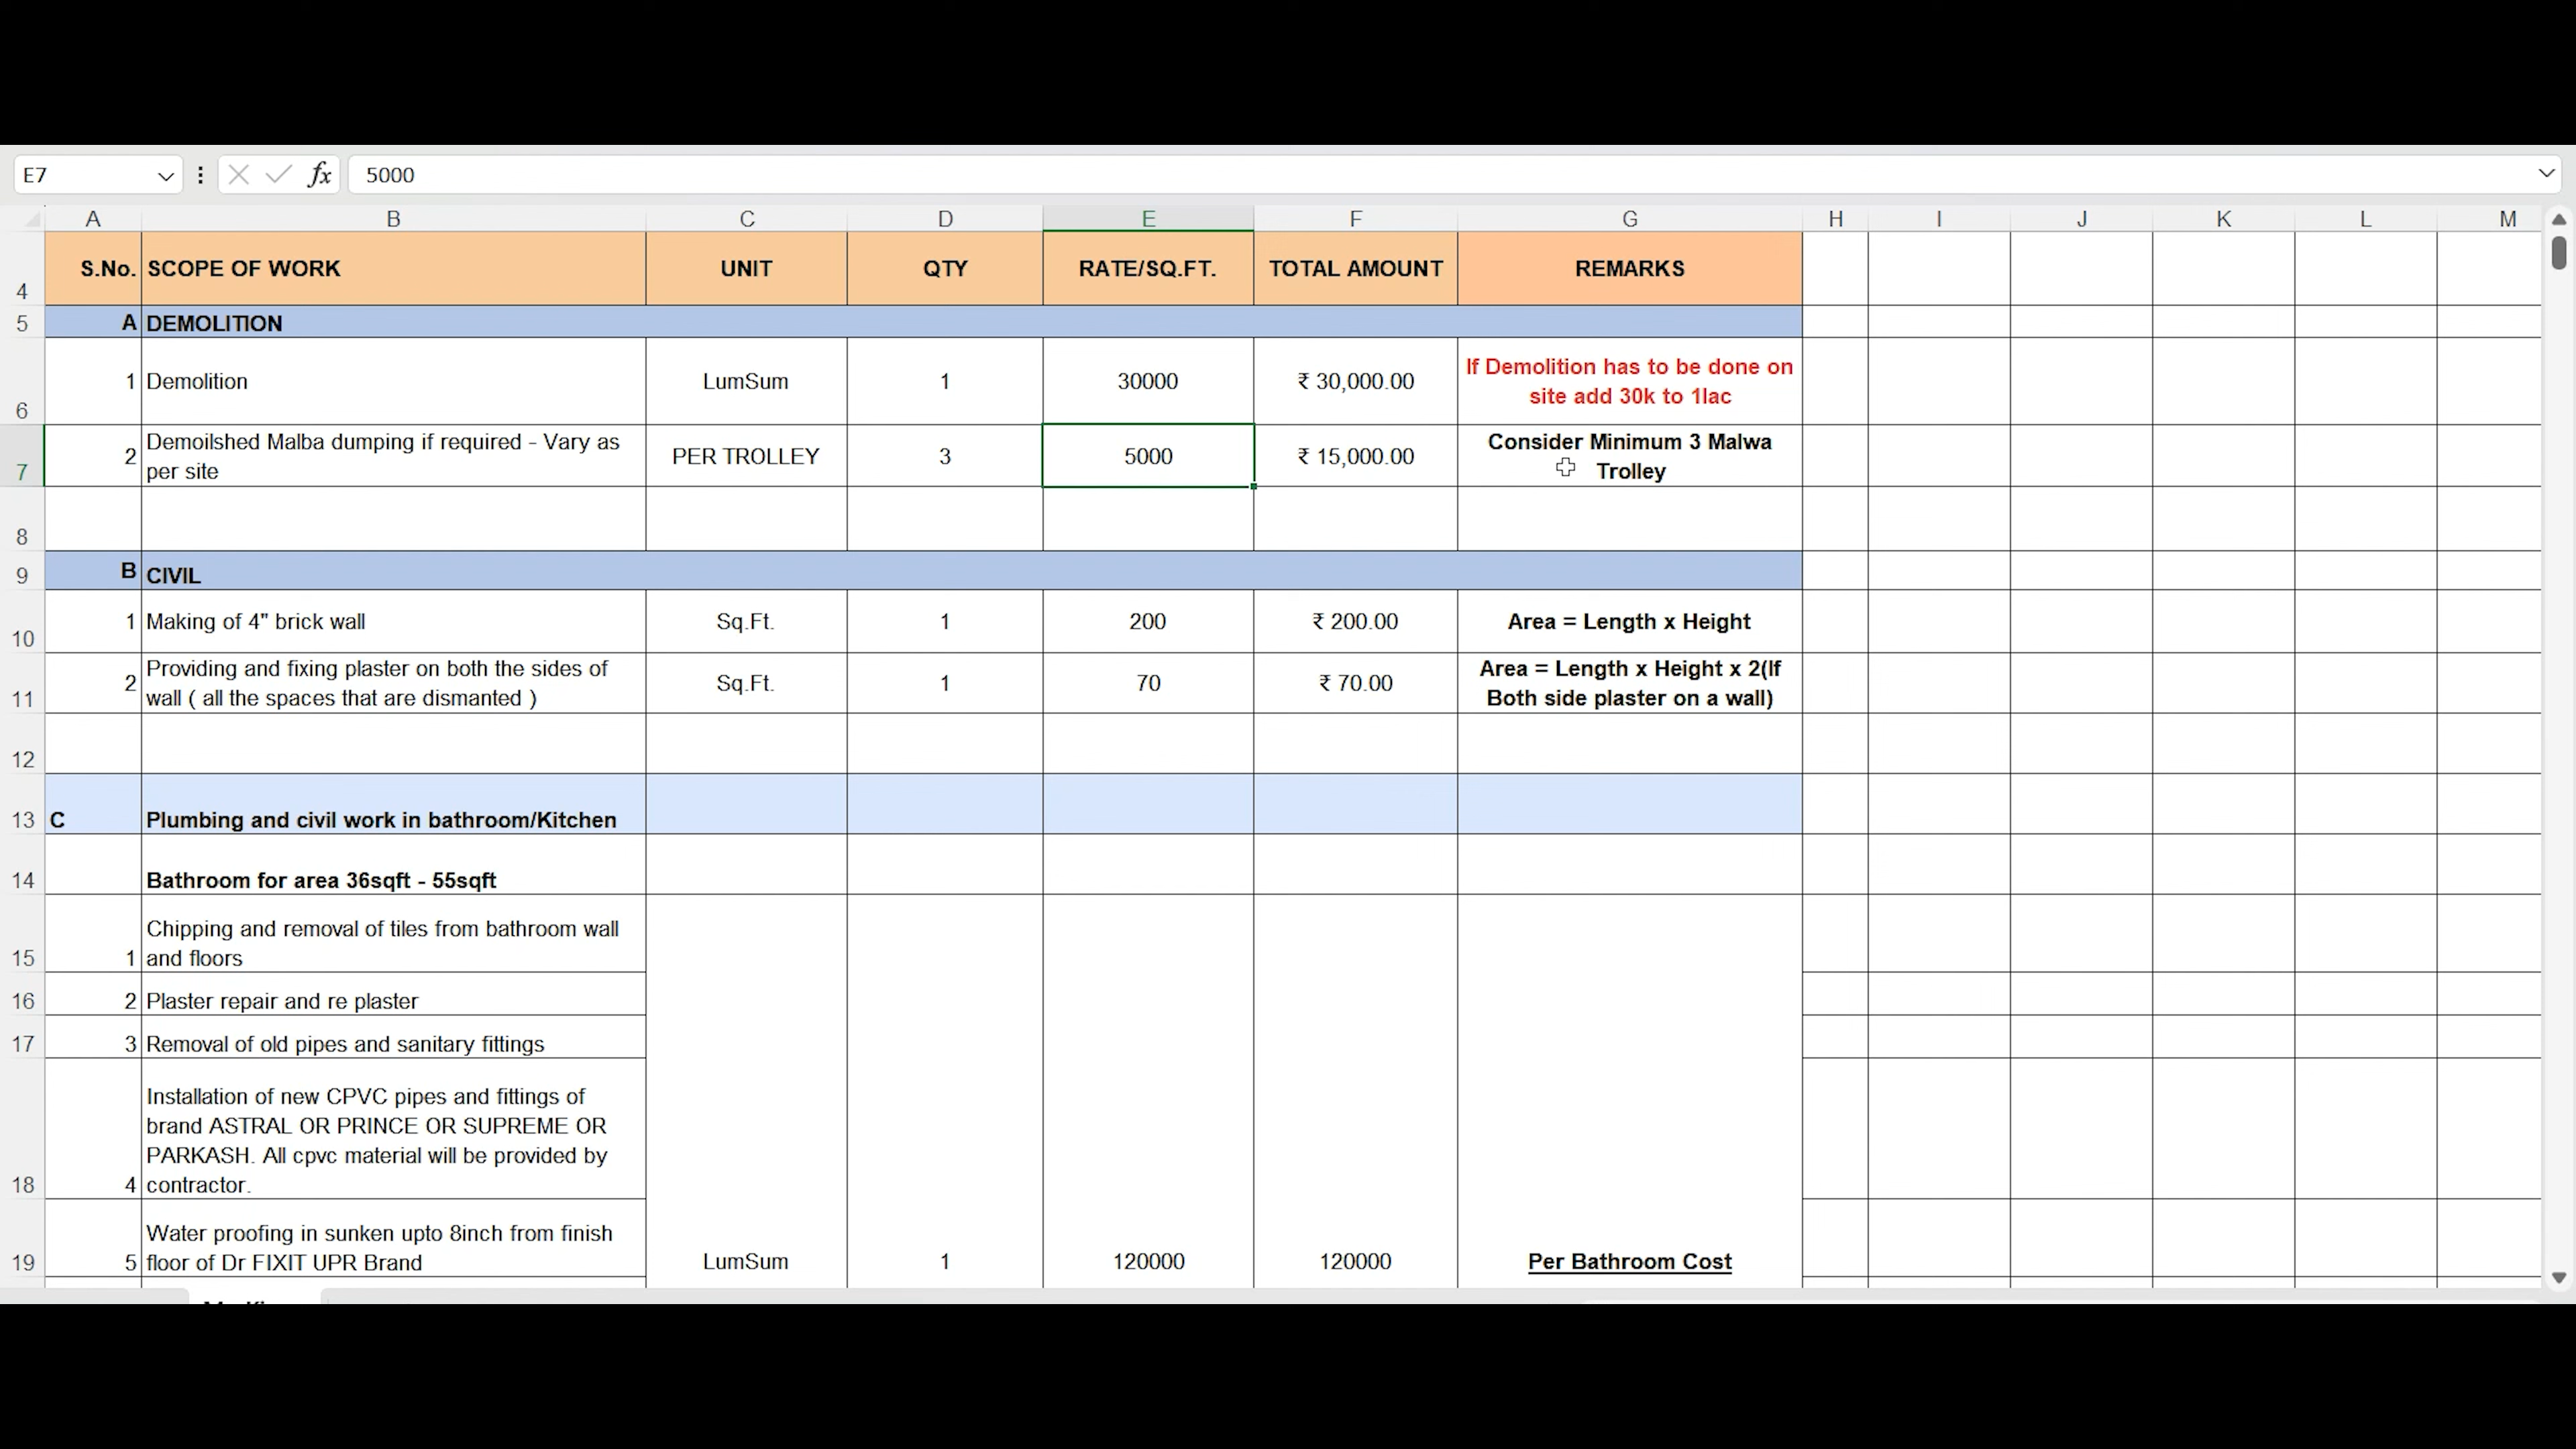 E7
fx
5000
A B C D E F G H I J K L M
4 S.No. SCOPE OF WORK UNIT QTY RATE/SQ.FT. TOTAL AMOUNT REMARKS
5 A DEMOLITION
6 1 Demolition LumSum 1 30000 ₹ 30,000.00 If Demolition has to be done on
site add 30k to 1lac
7 2 Demoilshed Malba dumping if required - Vary as
per site PER TROLLEY 3 5000 ₹ 15,000.00 Consider Minimum 3 Malwa
Trolley
8
9 B CIVIL
10 1 Making of 4" brick wall Sq.Ft. 1 200 ₹ 200.00 Area = Length x Height
11 2 Providing and fixing plaster on both the sides of
wall ( all the spaces that are dismanted ) Sq.Ft. 1 70 ₹ 70.00 Area = Length x Height x 2(If
Both side plaster on a wall)
12
13 C Plumbing and civil work in bathroom/Kitchen
14 Bathroom for area 36sqft - 55sqft
15 1 Chipping and removal of tiles from bathroom wall
and floors
16 2 Plaster repair and re plaster
17 3 Removal of old pipes and sanitary fittings
18 4 Installation of new CPVC pipes and fittings of
brand ASTRAL OR PRINCE OR SUPREME OR
PARKASH. All cpvc material will be provided by
contractor.
19 5 Water proofing in sunken upto 8inch from finish
floor of Dr FIXIT UPR Brand LumSum 1 120000 120000 Per Bathroom Cost